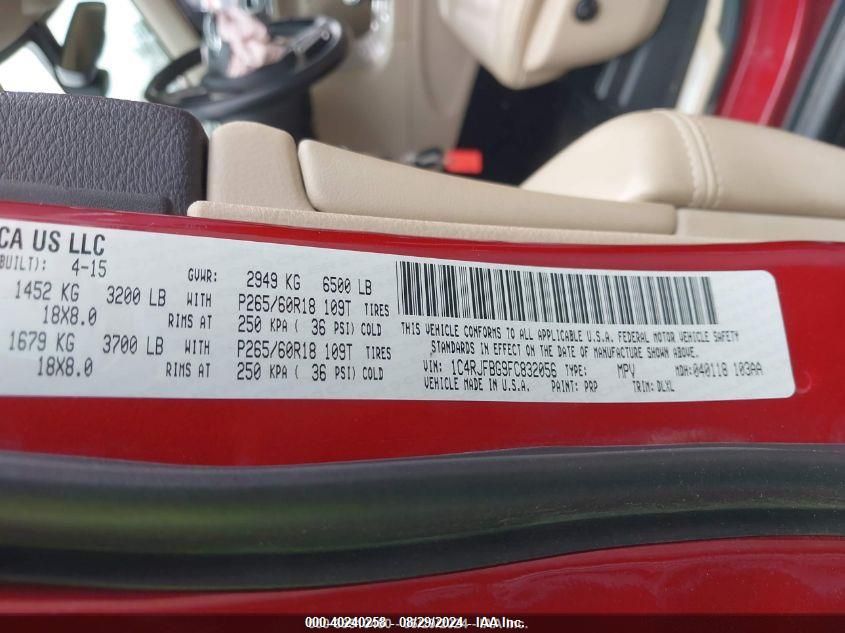 CA US LLC
BUILT): 4-15 GVWR: 2949 KG 6500 LB
1452 KG 3200 LB WITH P265/60R18 109T TIRES
18X8.0 RIMS AT 250 KPA ( 36 PSI) COLD
1679 KG 3700 LB WITH P265/60R18 109T TIRES
18X8.0 RIMS AT 250 KPA ( 36 PSI) COLD
THIS VEHICLE CONFORMS TO ALL APPLICABLE U.S.A. FEDERAL MOTOR VEHICLE SAFETY
STANDARDS IN EFFECT ON THE DATE OF MANUFACTURE SHOWN ABOVE.
VIN: 1C4RJFBG9FC832056 TYPE: MPV MDH: 040118 103AA
VEHICLE MADE IN U.S.A. PAINT: PRP TRIM: DLXL
000-40240258 - 08/29/2024 - IAA Inc.